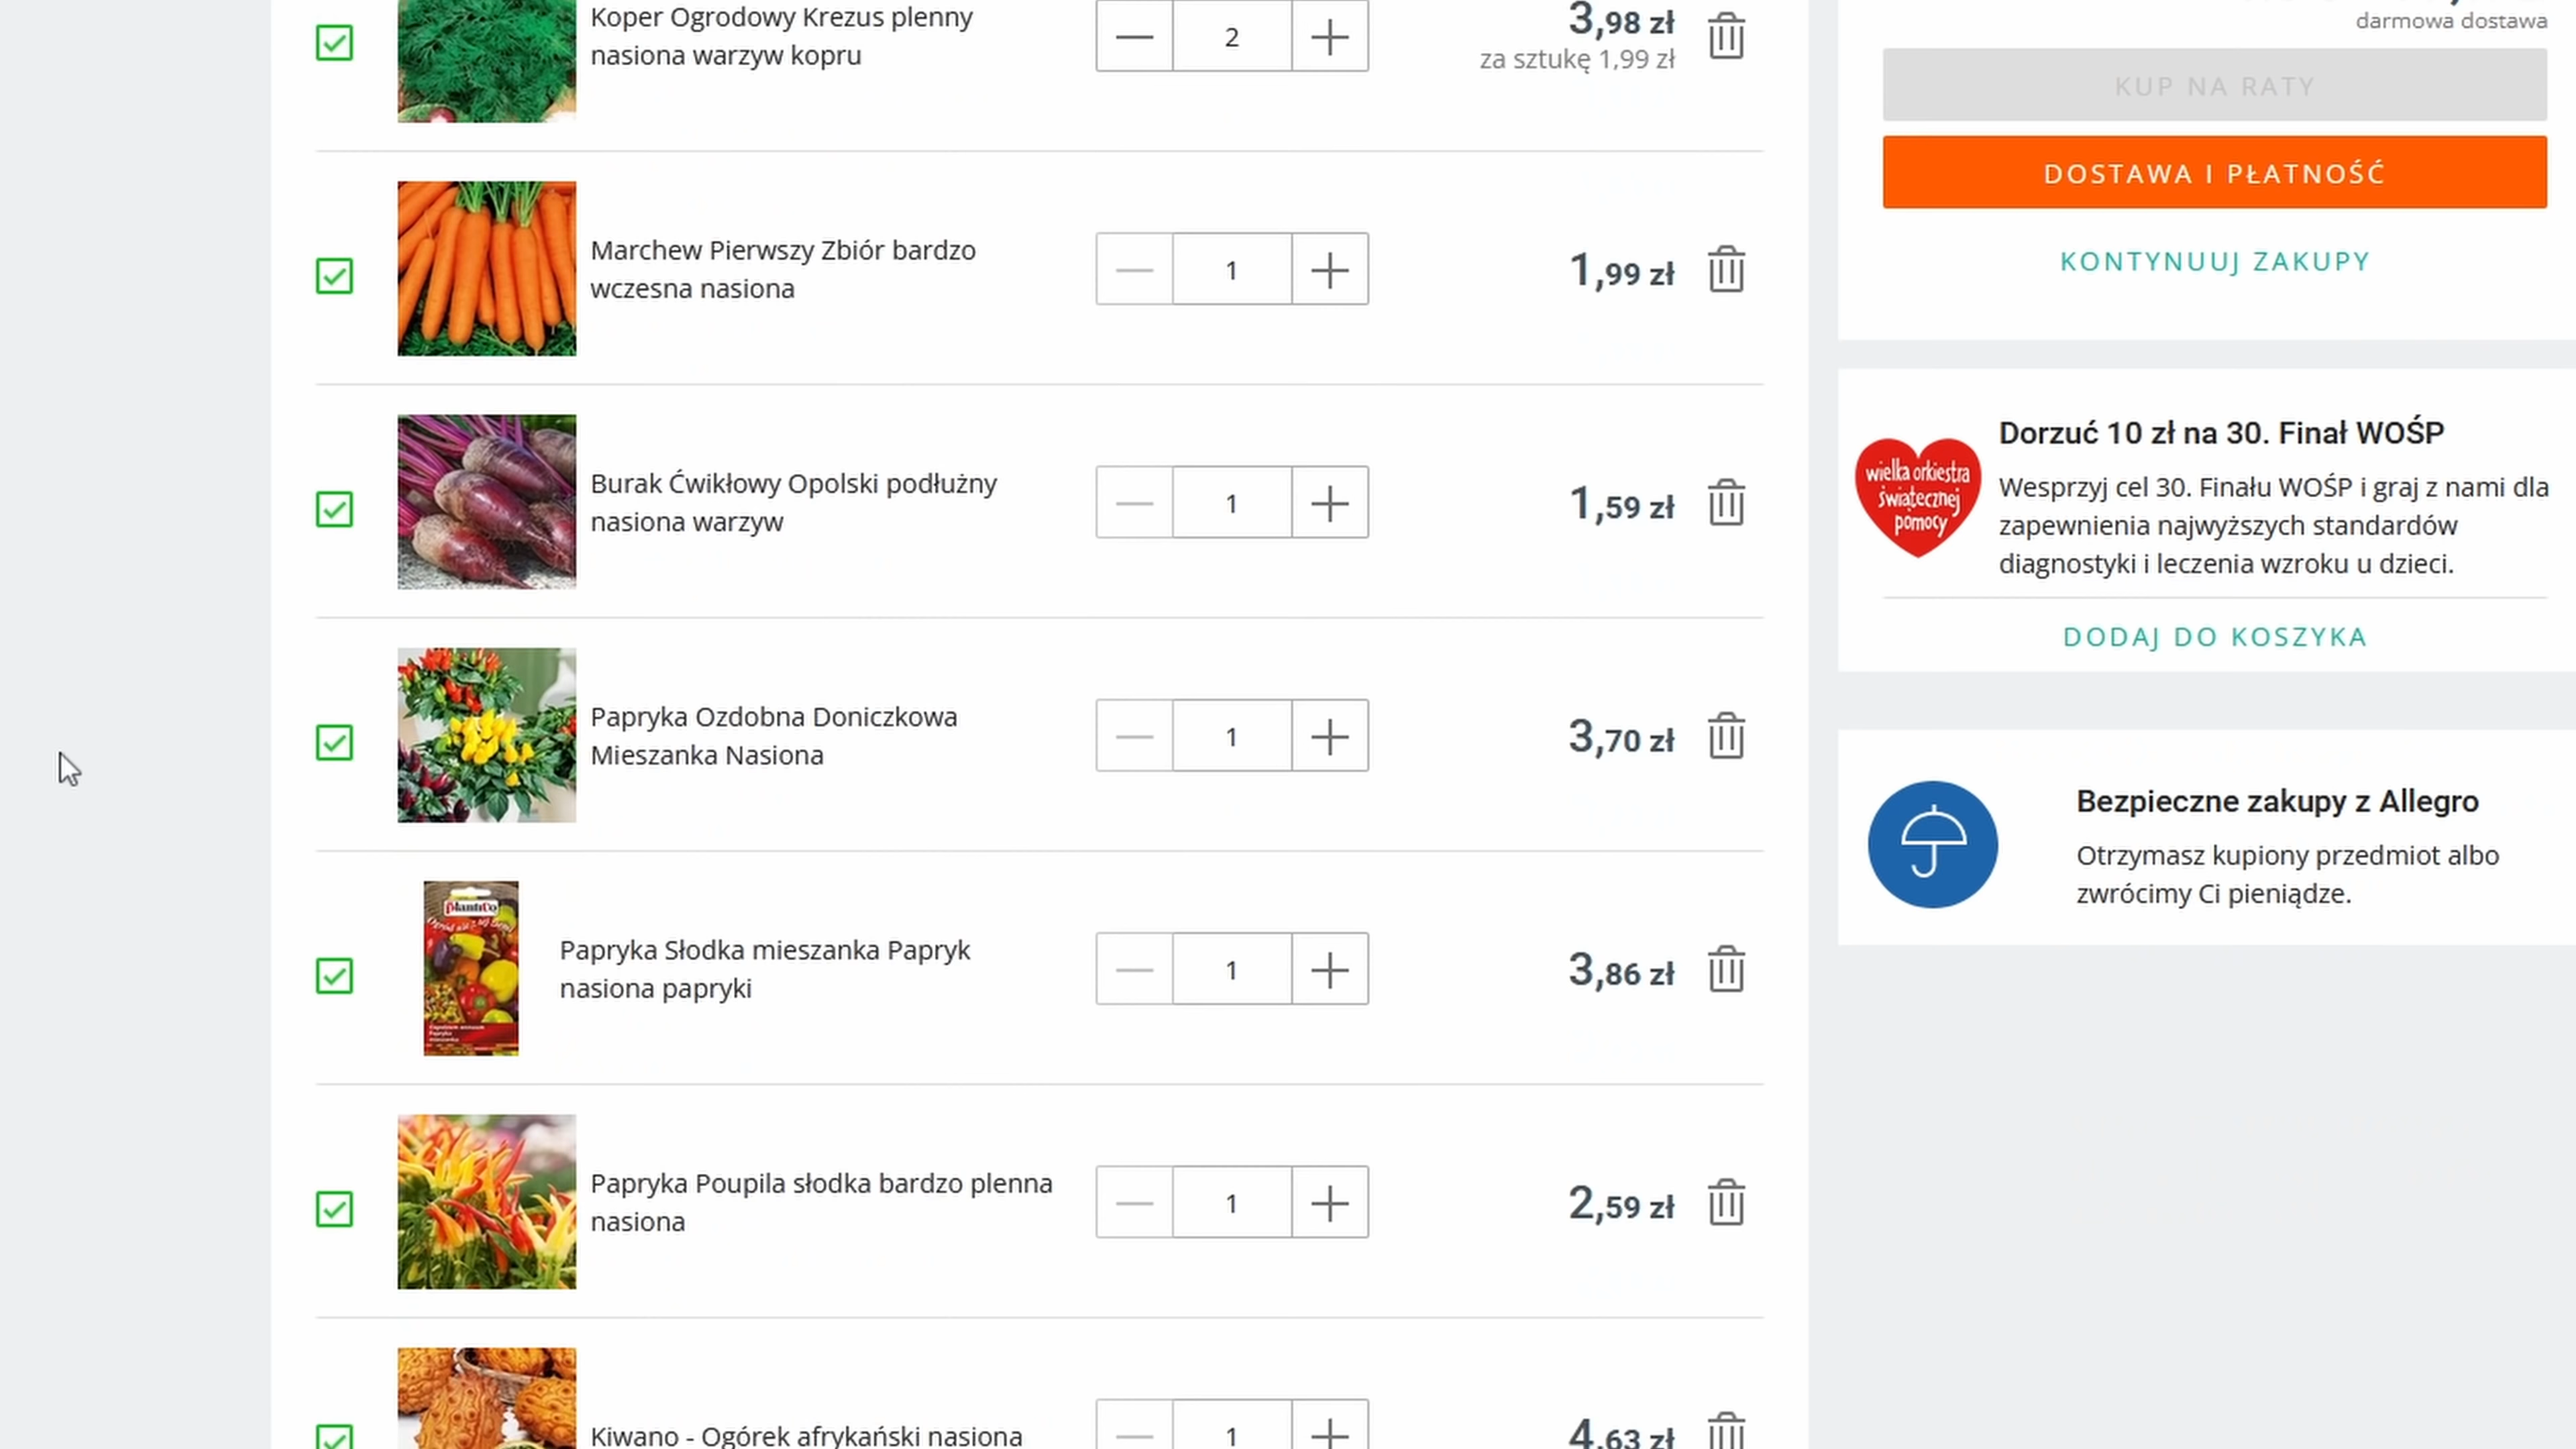 Koper Ogrodowy Krezus plenny
nasiona warzyw kopru
2
3,98 zł
za sztukę 1,99 zł
Marchew Pierwszy Zbiór bardzo
wczesna nasiona
1
1,99 zł
Burak Ćwikłowy Opolski podłużny
nasiona warzyw
1
1,59 zł
Papryka Ozdobna Doniczkowa
Mieszanka Nasiona
1
3,70 zł
PlantiCo
Papryka Słodka mieszanka Papryk
nasiona papryki
1
3,86 zł
Papryka Poupila słodka bardzo plenna
nasiona
1
2,59 zł
Kiwano - Ogórek afrykański nasiona
1
4,63 zł
darmowa dostawa
KUP NA RATY
DOSTAWA I PŁATNOŚĆ
KONTYNUUJ ZAKUPY
wielka orkiestra
świątecznej
pomocy
Dorzuć 10 zł na 30. Finał WOŚP
Wesprzyj cel 30. Finału WOŚP i graj z nami dla
zapewnienia najwyższych standardów
diagnostyki i leczenia wzroku u dzieci.
DODAJ DO KOSZYKA
Bezpieczne zakupy z Allegro
Otrzymasz kupiony przedmiot albo
zwrócimy Ci pieniądze.